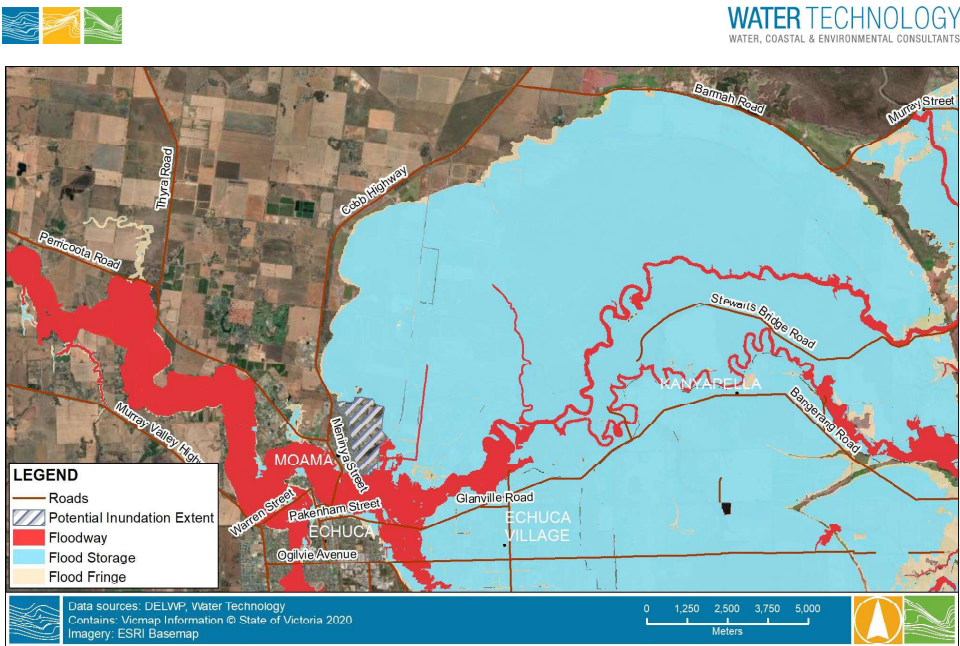 WATER TECHNOLOGY
WATER, COASTAL & ENVIRONMENTAL CONSULTANTS
Barmah Road
Murray Street
Thyra Road
Cobb Highway
Perricoota Road
Stewarts Bridge Road
KANYAPELLA
Bangerang Road
Murray Valley High
Meninya Street
MOAMA
Warren Street
Pakenham Street
Glanville Road
ECHUCA
ECHUCA
VILLAGE
Ogilvie Avenue
LEGEND
Roads
Potential Inundation Extent
Floodway
Flood Storage
Flood Fringe
Data sources: DELWP, Water Technology
Contains: Vicmap Information © State of Victoria 2020
Imagery: ESRI Basemap
0 1,250 2,500 3,750 5,000
Meters